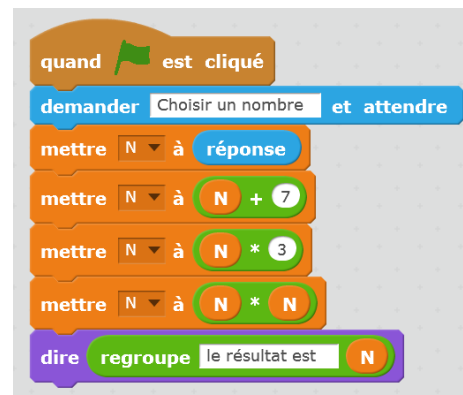 quand est cliqué
demander Choisir un nombre et attendre
mettre N à réponse
mettre N à N + 7
mettre N à N * 3
mettre N à N * N
dire regroupe le résultat est N